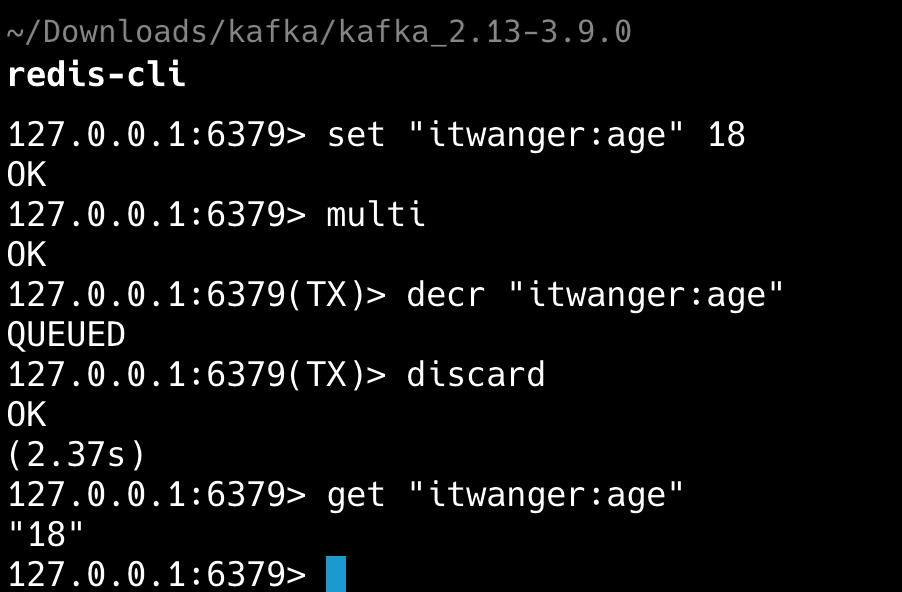 ~/Downloads/kafka/kafka_2.13-3.9.0
redis-cli
127.0.0.1:6379> set "itwanger:age" 18
OK
127.0.0.1:6379> multi
OK
127.0.0.1:6379(TX)> decr "itwanger:age"
QUEUED
127.0.0.1:6379(TX)> discard
OK
(2.37s)
127.0.0.1:6379> get "itwanger:age"
"18"
127.0.0.1:6379>